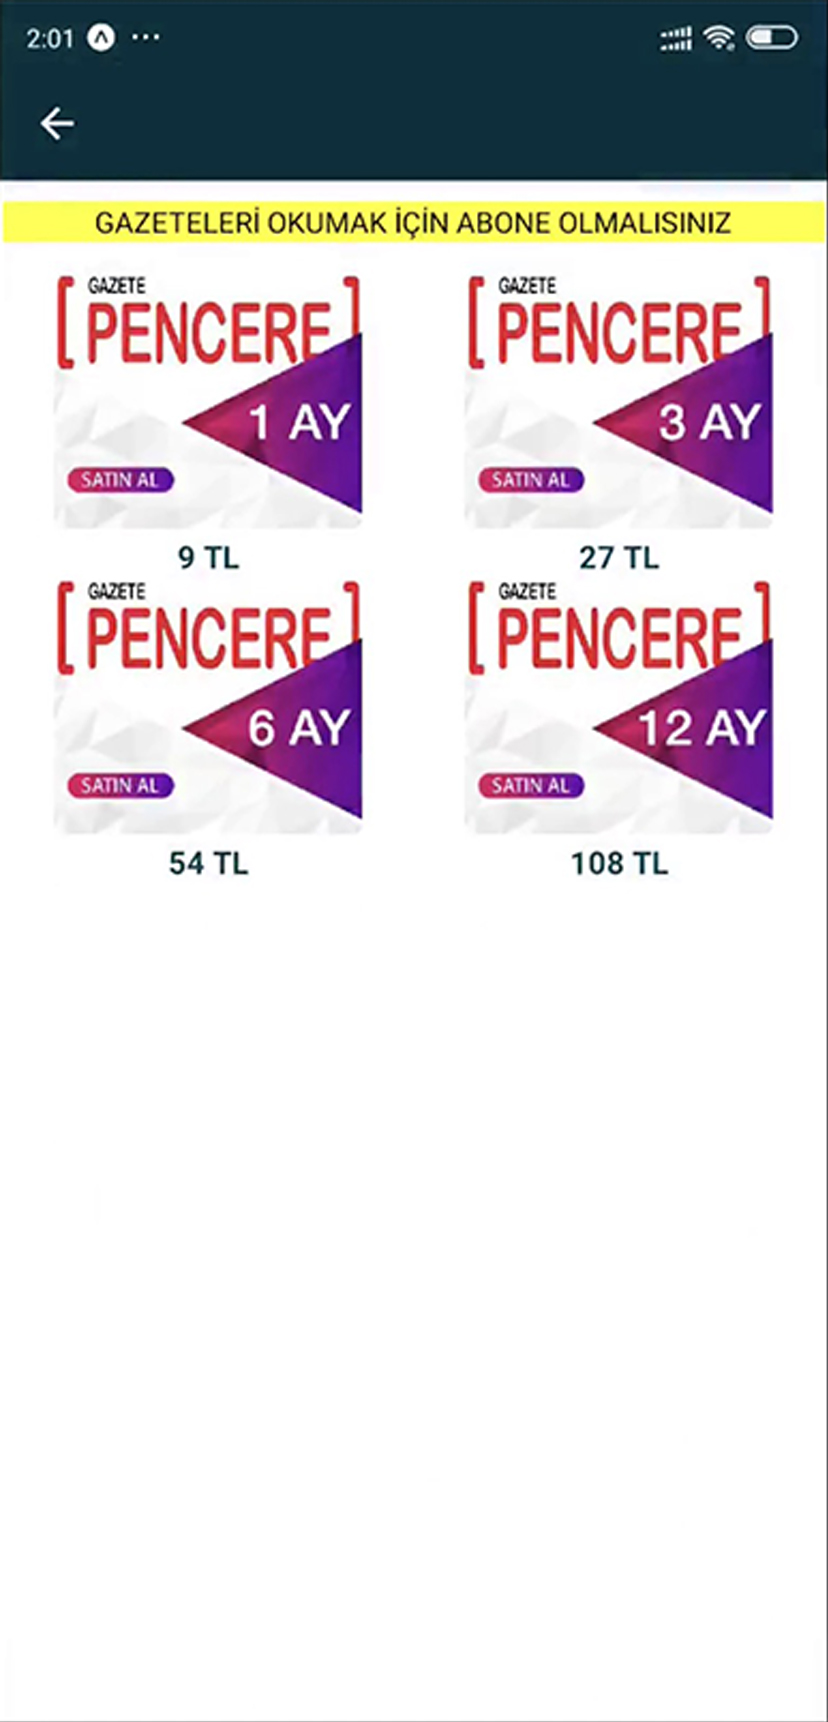 2:01
GAZETELERİ OKUMAK İÇİN ABONE OLMALISINIZ
GAZETE
[PENCERE]
1 AY
SATIN AL
9 TL
GAZETE
[PENCERE]
3 AY
SATIN AL
27 TL
GAZETE
[PENCERE]
6 AY
SATIN AL
54 TL
GAZETE
[PENCERE]
12 AY
SATIN AL
108 TL